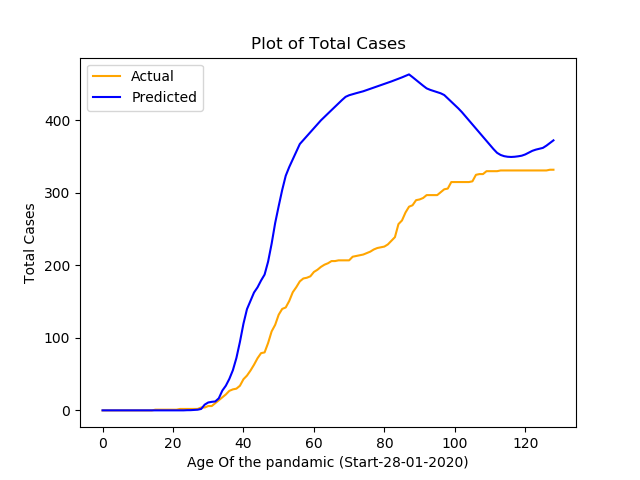 Plot of Total Cases
Actual
Predicted
Total Cases
400
300
200
100
0
0 20 40 60 80 100 120
Age Of the pandamic (Start-28-01-2020)